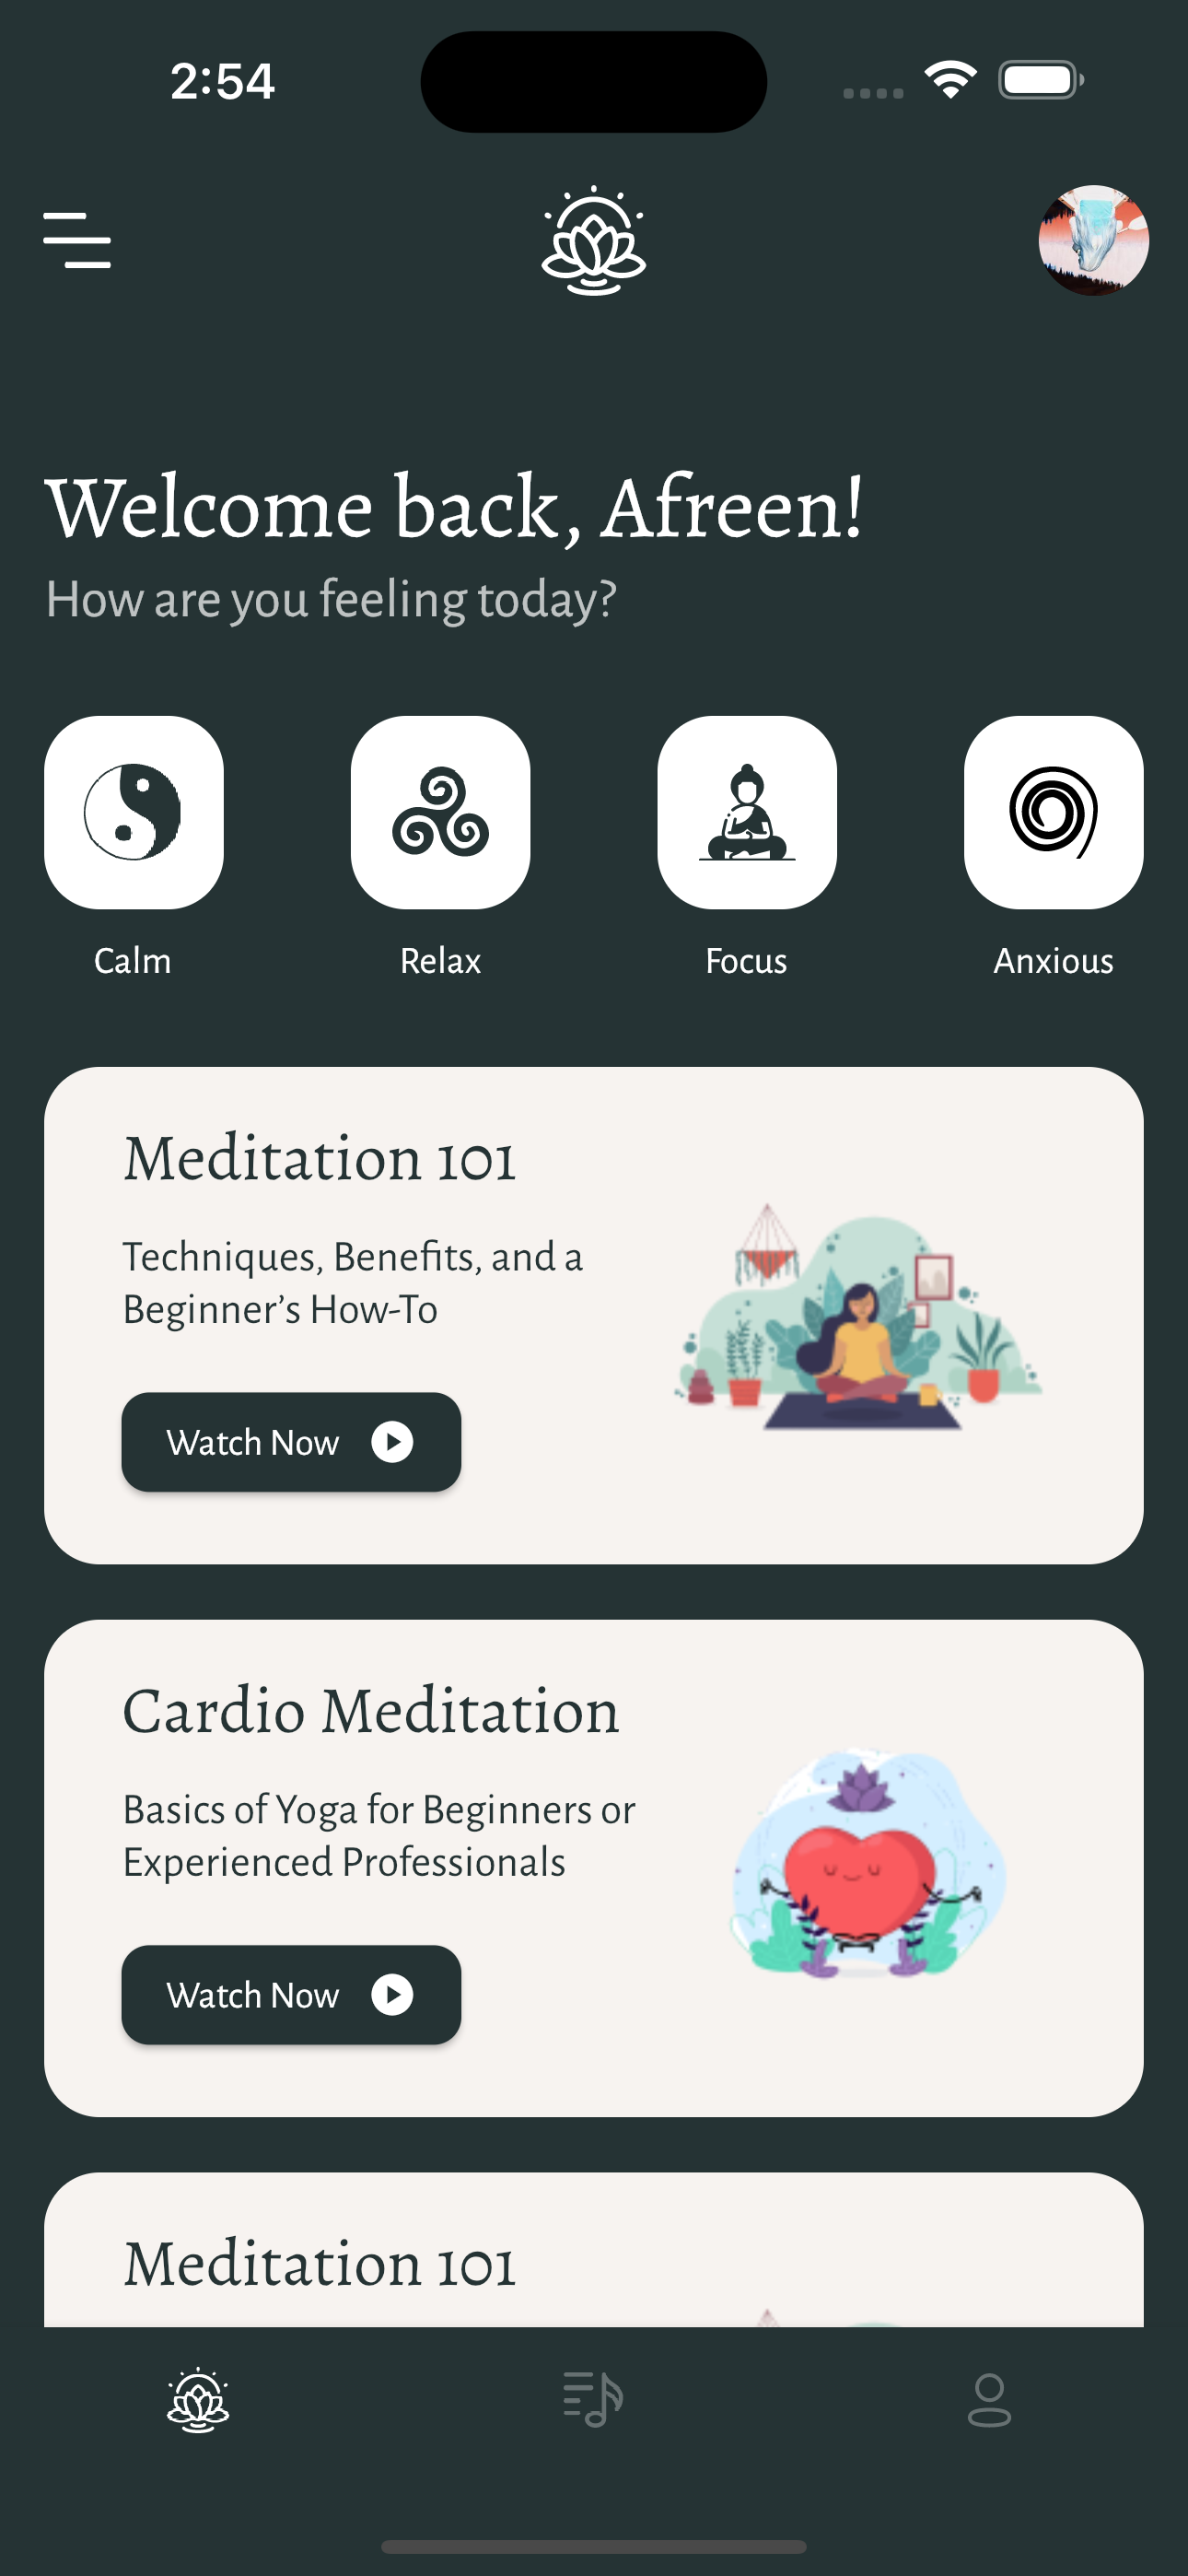 2:54
Welcome back, Afreen!
How are you feeling today?
Calm
Relax
Focus
Anxious
Meditation 101
Techniques, Benefits, and a
Beginner’s How-To
Watch Now
Cardio Meditation
Basics of Yoga for Beginners or
Experienced Professionals
Watch Now
Meditation 101